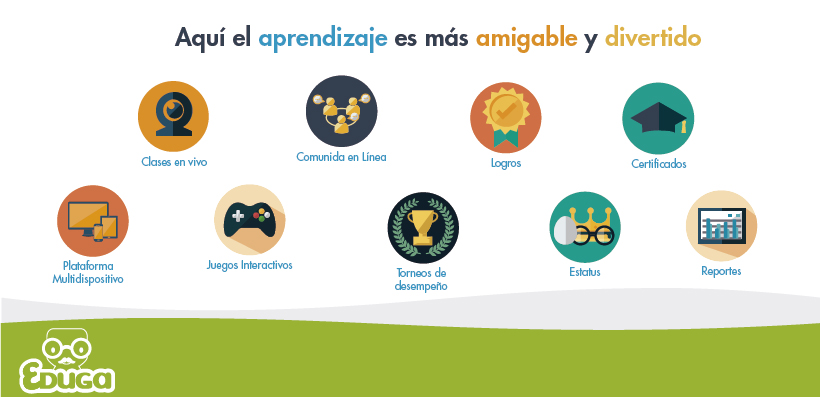 Aquí el aprendizaje es más amigable y divertido
Clases en vivo
Comunida en Línea
Logros
Certificados
Plataforma
Multidispositivo
Juegos Interactivos
Torneos de
desempeño
Estatus
Reportes
EDUGA